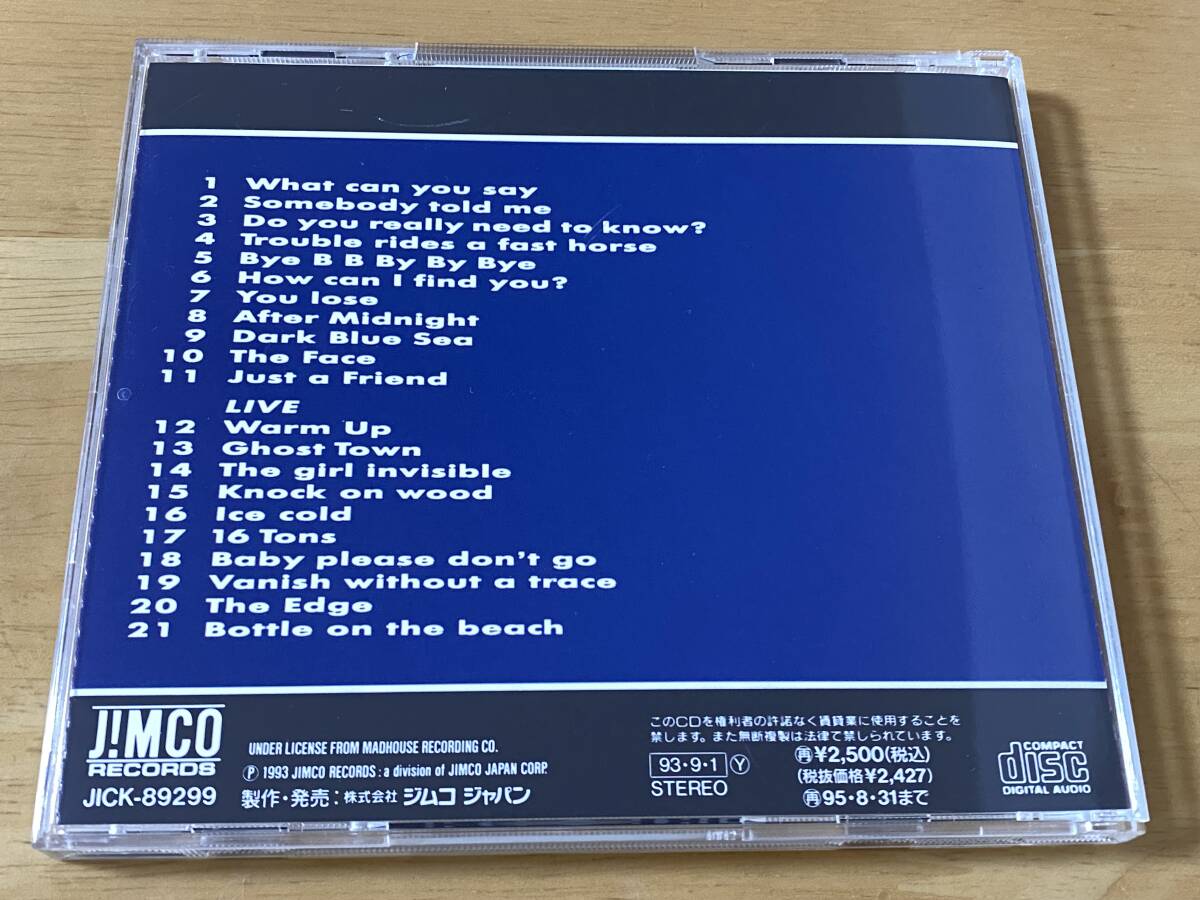 1 What can you say
2 Somebody told me
3 Do you really need to know?
4 Trouble rides a fast horse
5 Bye B B By By Bye
6 How can I find you?
7 You lose
8 After Midnight
9 Dark Blue Sea
10 The Face
11 Just a Friend
LIVE
12 Warm Up
13 Ghost Town
14 The girl invisible
15 Knock on wood
16 Ice cold
17 16 Tons
18 Baby please don't go
19 Vanish without a trace
20 The Edge
21 Bottle on the beach
J!MCO
RECORDS
JICK-89299
UNDER LICENSE FROM MADHOUSE RECORDING CO.
Ⓟ 1993 JIMCO RECORDS : a division of JIMCO JAPAN CORP.
製作・発売：株式会社 ジムコ ジャパン
このCDを権利者の許諾なく賃貸業に使用することを
禁します。また無断複製は法律で禁じられています。
93・9・1 Ⓨ
STEREO
㊢¥2,500(税込)
(税抜価格¥2,427)
㊢95・8・31まで
COMPACT
disc
DIGITAL AUDIO